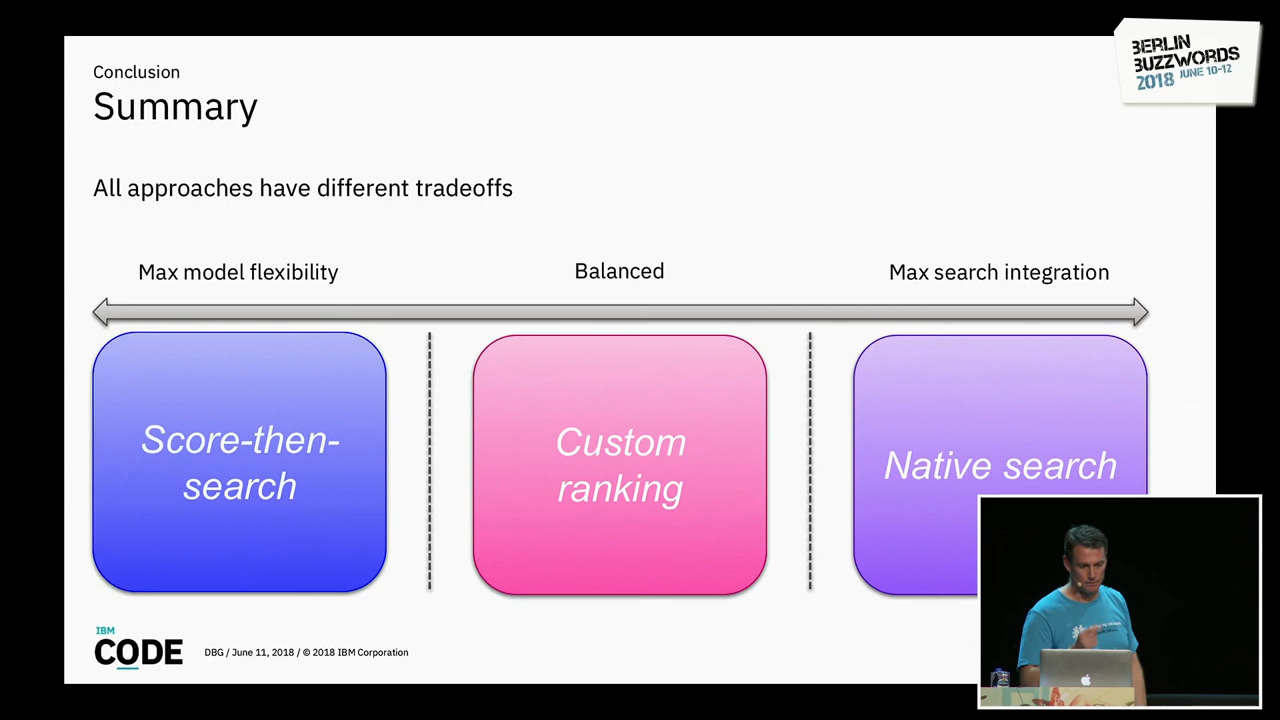 Conclusion
Summary
BERLIN
BUZZWORDS
2018 JUNE 10-12
All approaches have different tradeoffs
Max model flexibility
Balanced
Max search integration
Score-then-
search
Custom
ranking
Native search
IBM
CODE
DBG / June 11, 2018 / © 2018 IBM Corporation